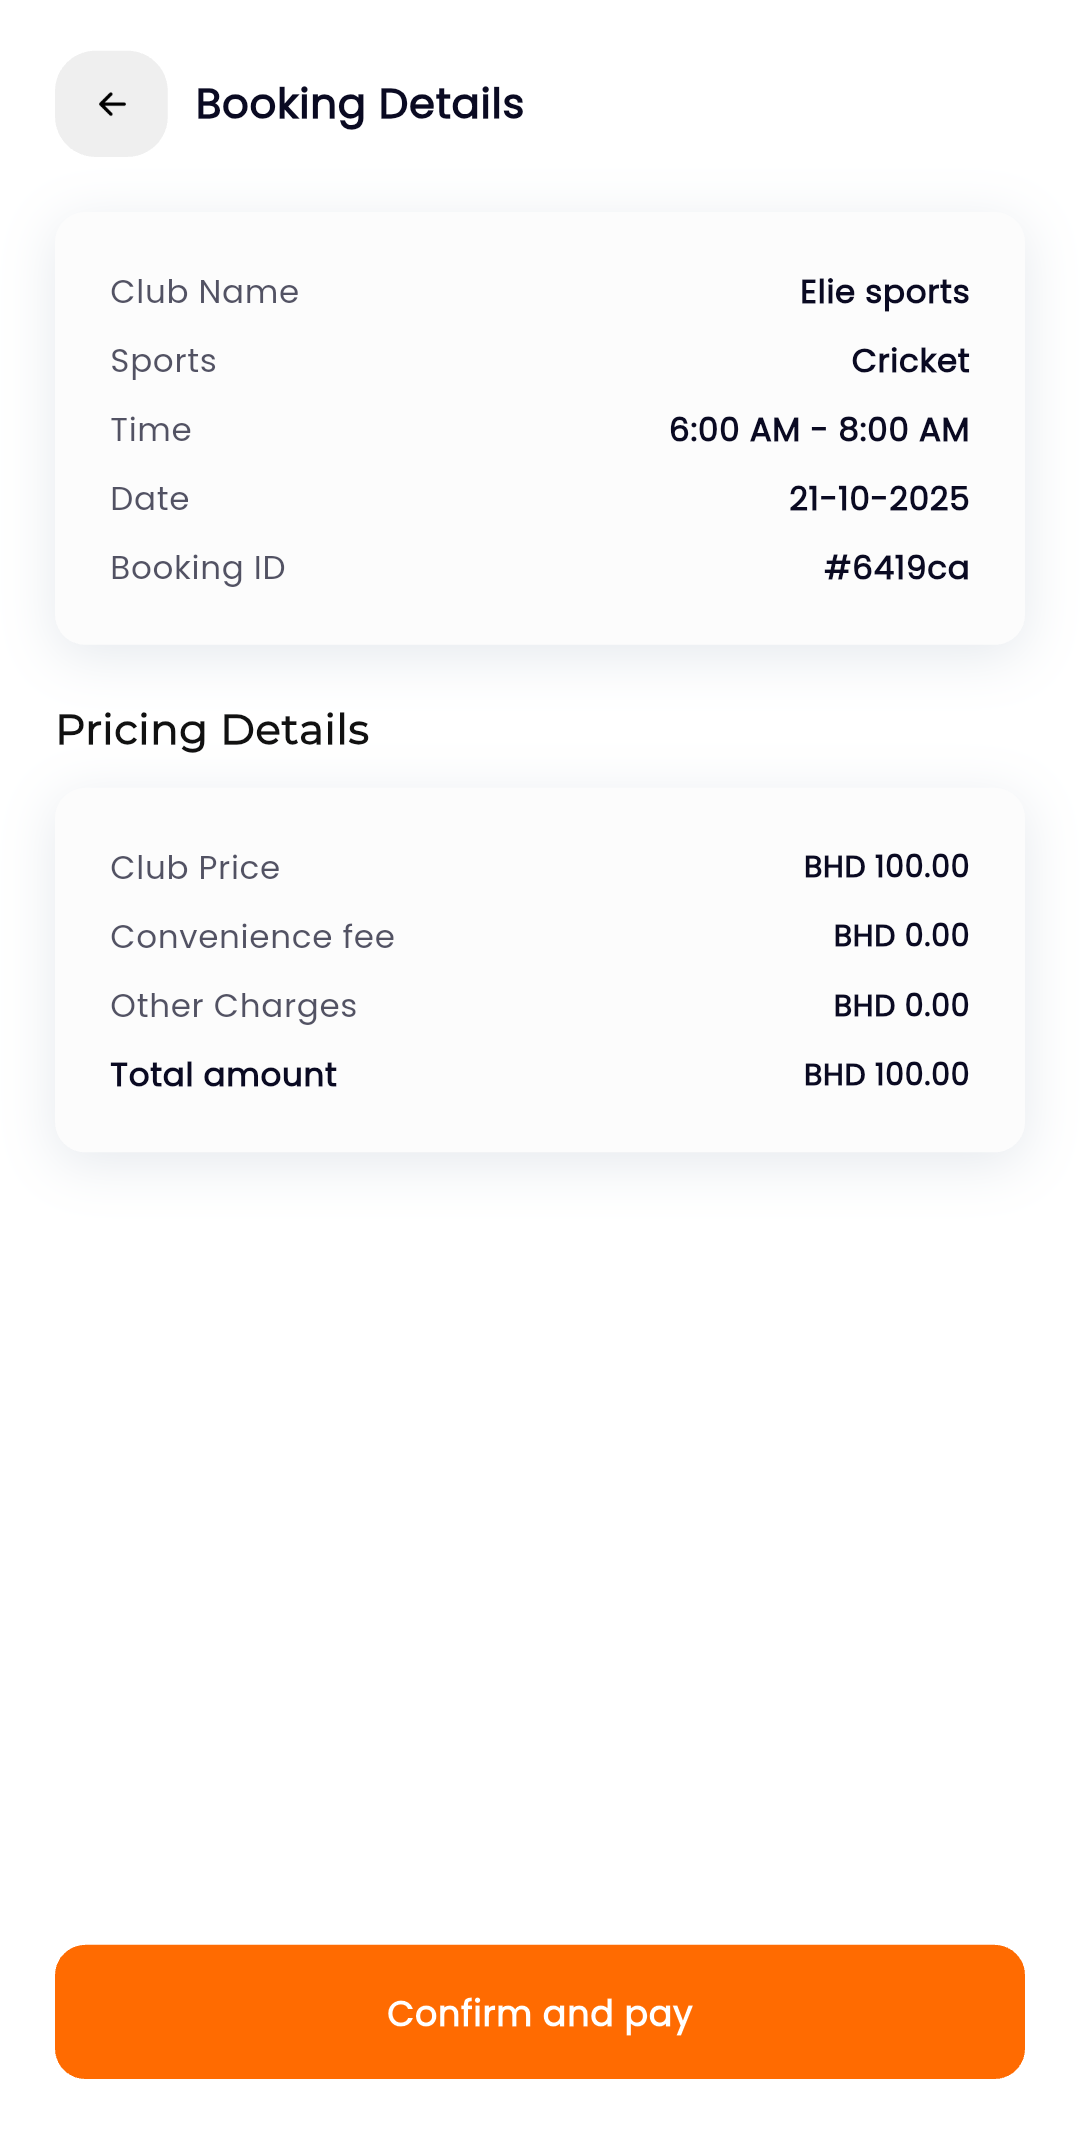 Booking Details
Club Name Elie sports
Sports Cricket
Time 6:00 AM - 8:00 AM
Date 21-10-2025
Booking ID #6419ca
Pricing Details
Club Price BHD 100.00
Convenience fee BHD 0.00
Other Charges BHD 0.00
Total amount BHD 100.00
Confirm and pay